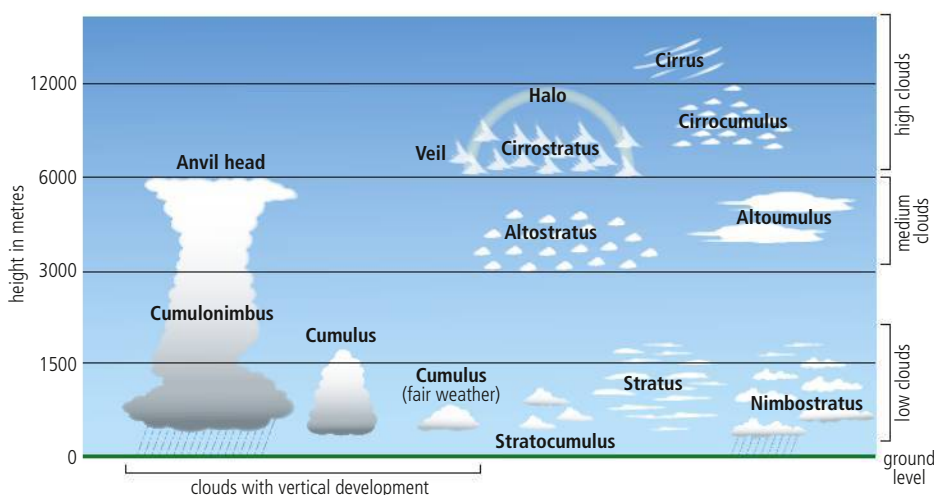 Cirrus
12000
Halo
Cirrocumulus
high clouds
Veil
Cirrostratus
Anvil head
6000
Altoumulus
Altostratus
medium
clouds
height in metres
3000
Cumulonimbus
Cumulus
1500
Cumulus
(fair weather)
Stratus
Nimbostratus
low clouds
Stratocumulus
0
ground
level
clouds with vertical development